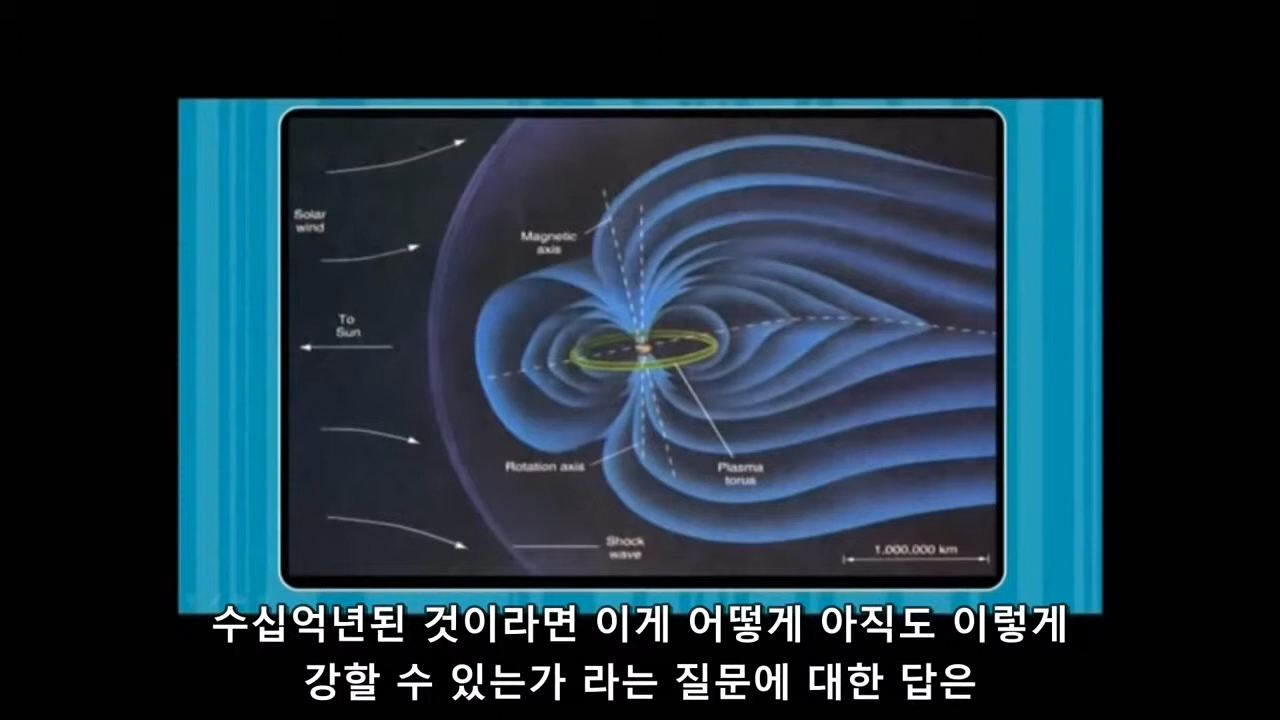 Solar
wind
Magnetic
axis
To
Sun
Rotation axis
Plasma
torus
Shock
wave
1,000,000 km
수십억년된 것이라면 이게 어떻게 아직도 이렇게
강할 수 있는가 라는 질문에 대한 답은